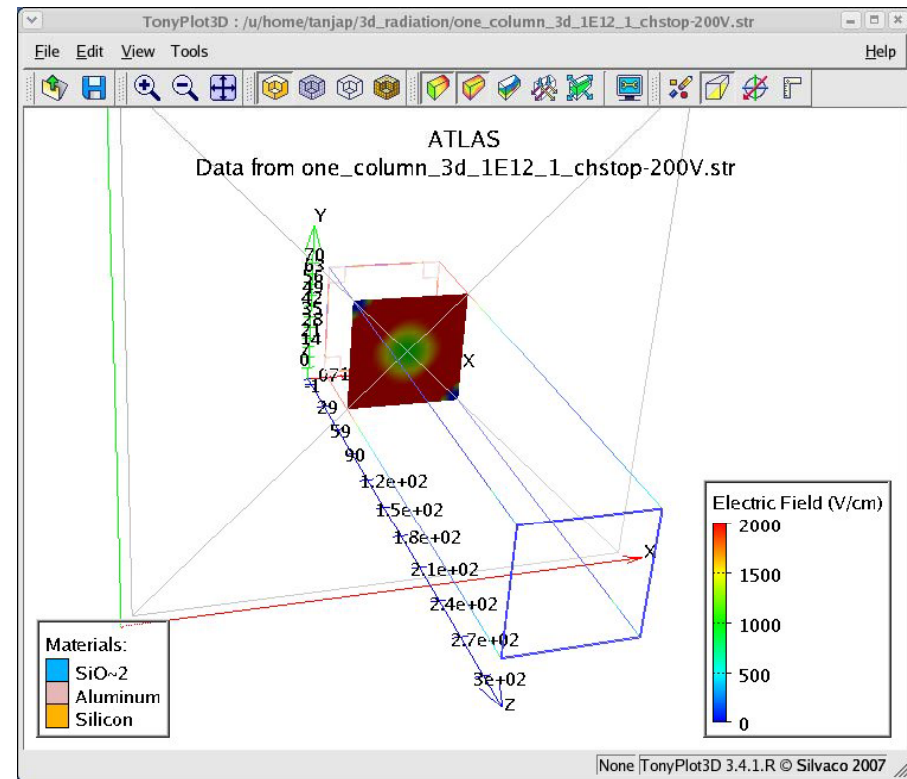 TonyPlot3D : /u/home/tanjap/3d_radiation/one_column_3d_1E12_1_chstop-200V.str
File Edit View Tools Help
ATLAS
Data from one_column_3d_1E12_1_chstop-200V.str
Y
70
63
56
49
42
35
28
21
14
7
0
X
-1
29
59
90
1.2e+02
1.5e+02
1.8e+02
2.1e+02
2.4e+02
2.7e+02
3e+02
Z
X
Materials:
SiO~2
Aluminum
Silicon
Electric Field (V/cm)
2000
1500
1000
500
0
None TonyPlot3D 3.4.1.R © Silvaco 2007